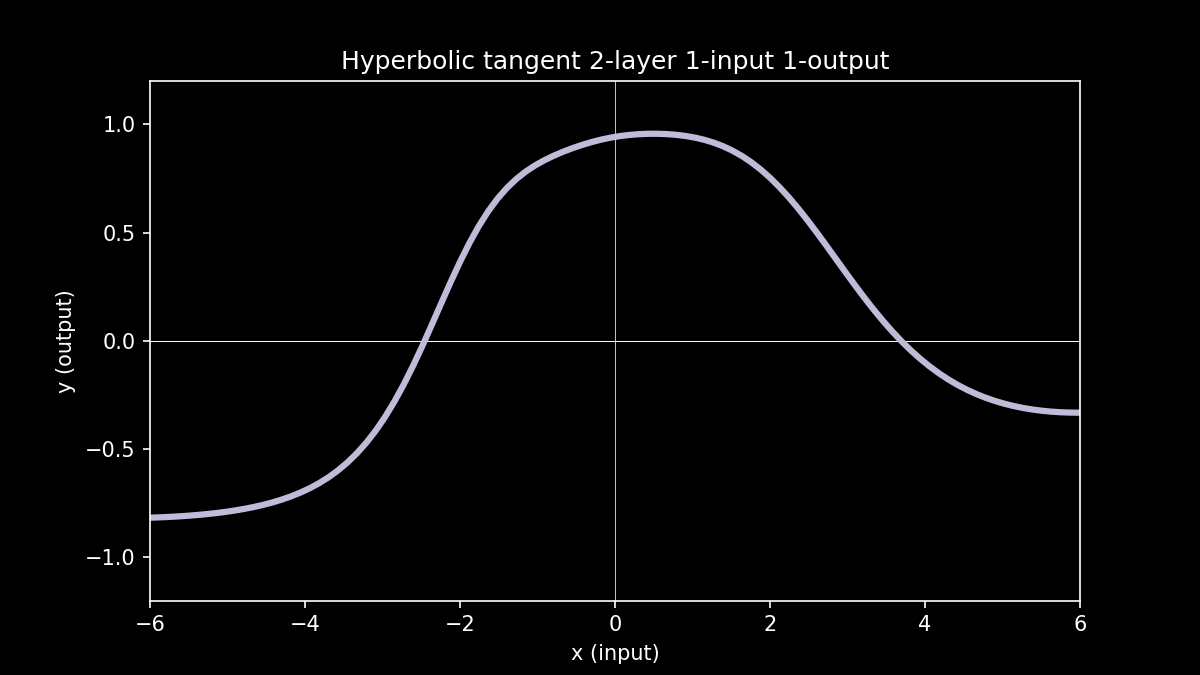 Hyperbolic tangent 2-layer 1-input 1-output
1.0
0.5
0.0
−0.5
−1.0
y (output)
−6 −4 −2 0 2 4 6
x (input)